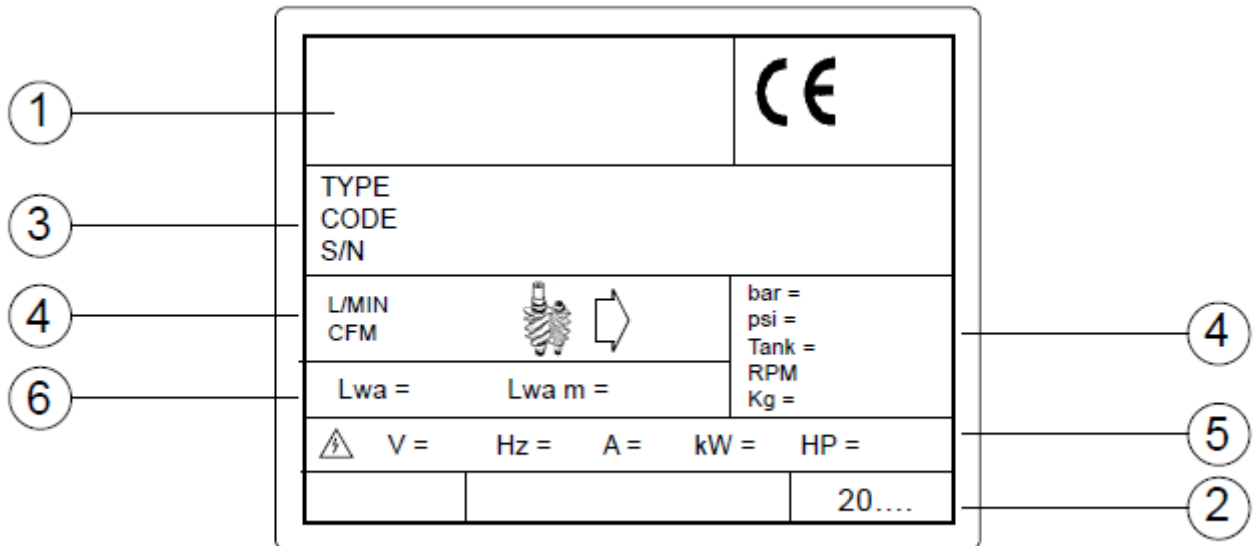 1
CE
TYPE
3
CODE
S/N
L/MIN
4
CFM
bar =
psi =
Tank =
RPM
Kg =
4
6
Lwa = Lwa m =
V = Hz = A = kW = HP =
5
20....
2